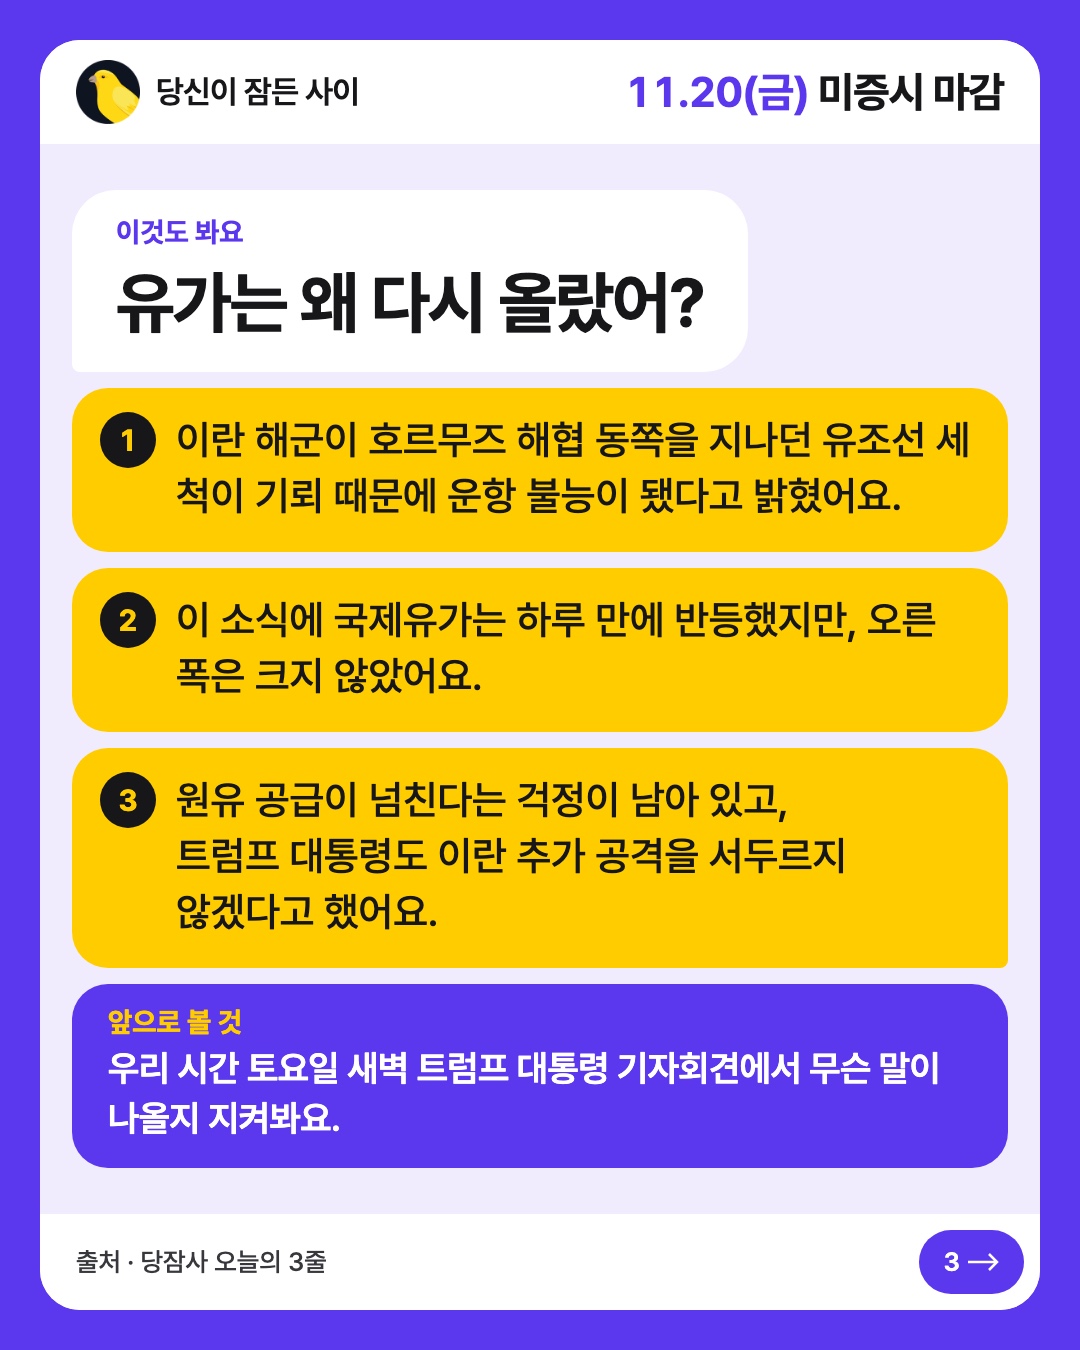 당신이 잠든 사이
11.20(금) 미증시 마감
이것도 봐요
유가는 왜 다시 올랐어?
1 이란 해군이 호르무즈 해협 동쪽을 지나던 유조선 세
척이 기뢰 때문에 운항 불능이 됐다고 밝혔어요.
2 이 소식에 국제유가는 하루 만에 반등했지만, 오른
폭은 크지 않았어요.
3 원유 공급이 넘친다는 걱정이 남아 있고,
트럼프 대통령도 이란 추가 공격을 서두르지
않겠다고 했어요.
앞으로 볼 것
우리 시간 토요일 새벽 트럼프 대통령 기자회견에서 무슨 말이
나올지 지켜봐요.
출처 · 당잠사 오늘의 3줄
3 →